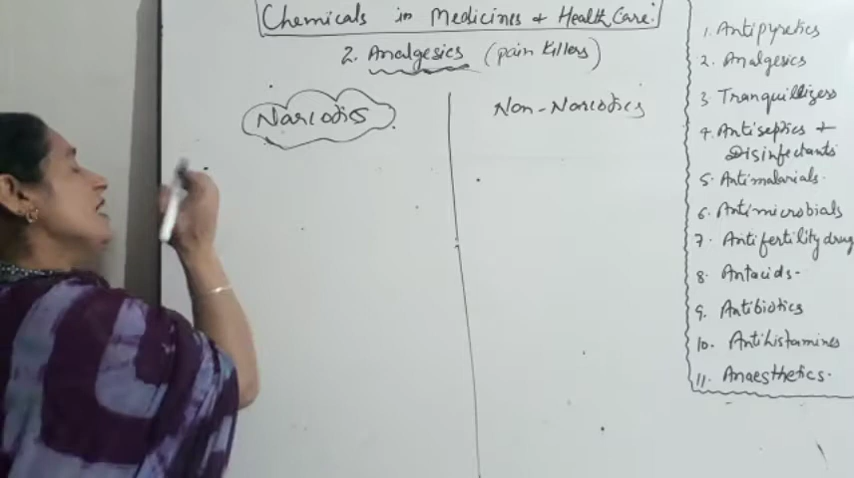 Chemicals in Medicines & Health Care.
2. Analgesics (pain killers)
Narcotics
Non-Narcotics
1. Antipyretics
2. Analgesics
3 Tranquillizers
4. Antiseptics &
Disinfectants
5. Antimalarials.
6. Antimicrobials
7. Antifertility drug
8. Antacids-
9. Antibiotics
10. Antihistamines
11. Anaesthetics.